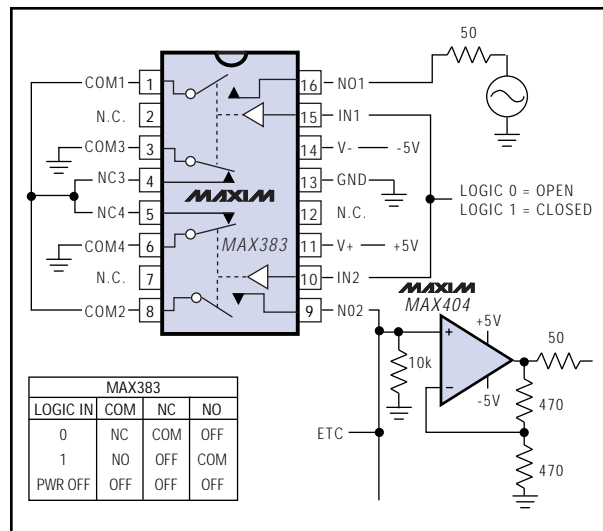 50
COM1 1 16 NO1
N.C. 2 15 IN1
COM3 3 14 V- -5V
NC3 4 13 GND
MAXIM
LOGIC 0 = OPEN
LOGIC 1 = CLOSED
NC4 5 12 N.C.
MAX383
COM4 6 11 V+ +5V
N.C. 7 10 IN2
COM2 8 9 N02
MAXIM
MAX404
+5V
+
50
10k
-
-5V
470
ETC
470
MAX383
LOGIC IN COM NC NO
0 NC COM OFF
1 NO OFF COM
PWR OFF OFF OFF OFF